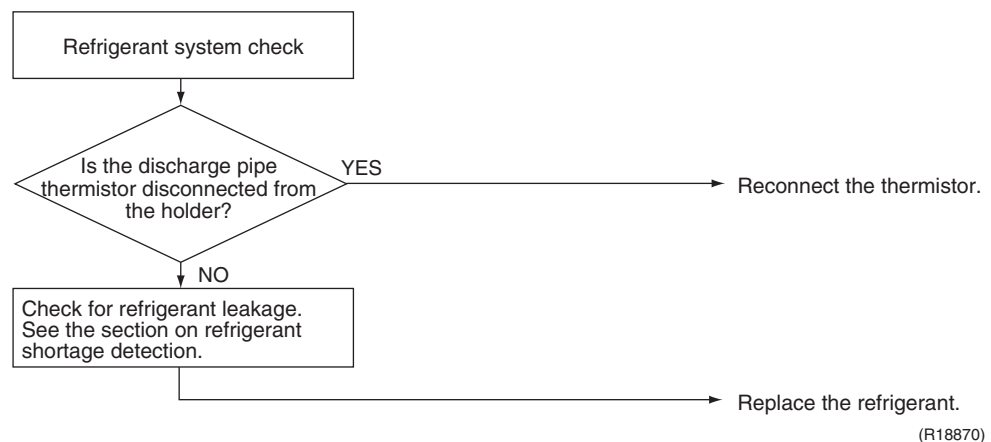 Refrigerant system check
Is the discharge pipe
thermistor disconnected from
the holder?
YES
Reconnect the thermistor.
NO
Check for refrigerant leakage.
See the section on refrigerant
shortage detection.
Replace the refrigerant.
(R18870)